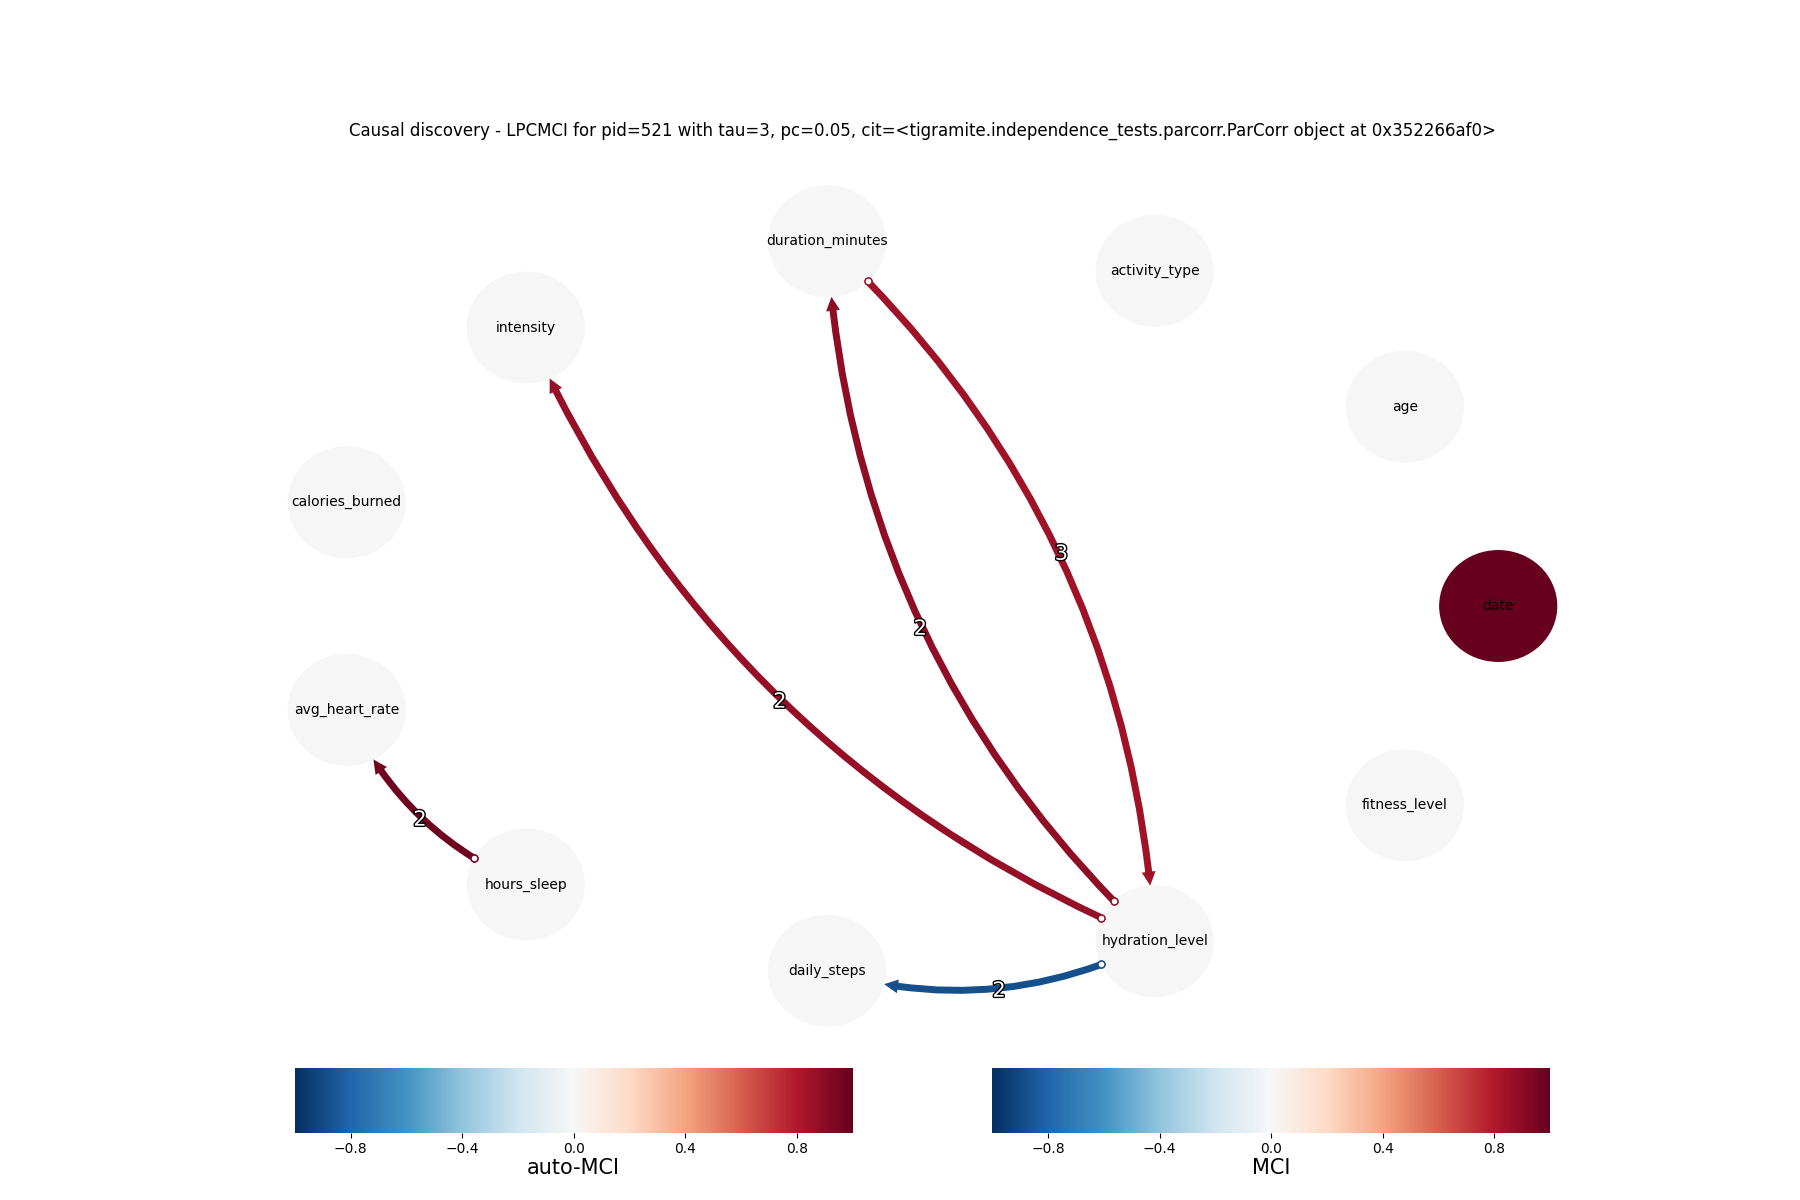 Causal discovery - LPCMCI for pid=521 with tau=3, pc=0.05, cit=<tigramite.independence_tests.parcorr.ParCorr object at 0x352266af0>
duration_minutes
activity_type
intensity
age
calories_burned
3
date
2
2
avg_heart_rate
fitness_level
2
hours_sleep
hydration_level
daily_steps
2
−0.8 −0.4 0.0 0.4 0.8
auto-MCI
−0.8 −0.4 0.0 0.4 0.8
MCI